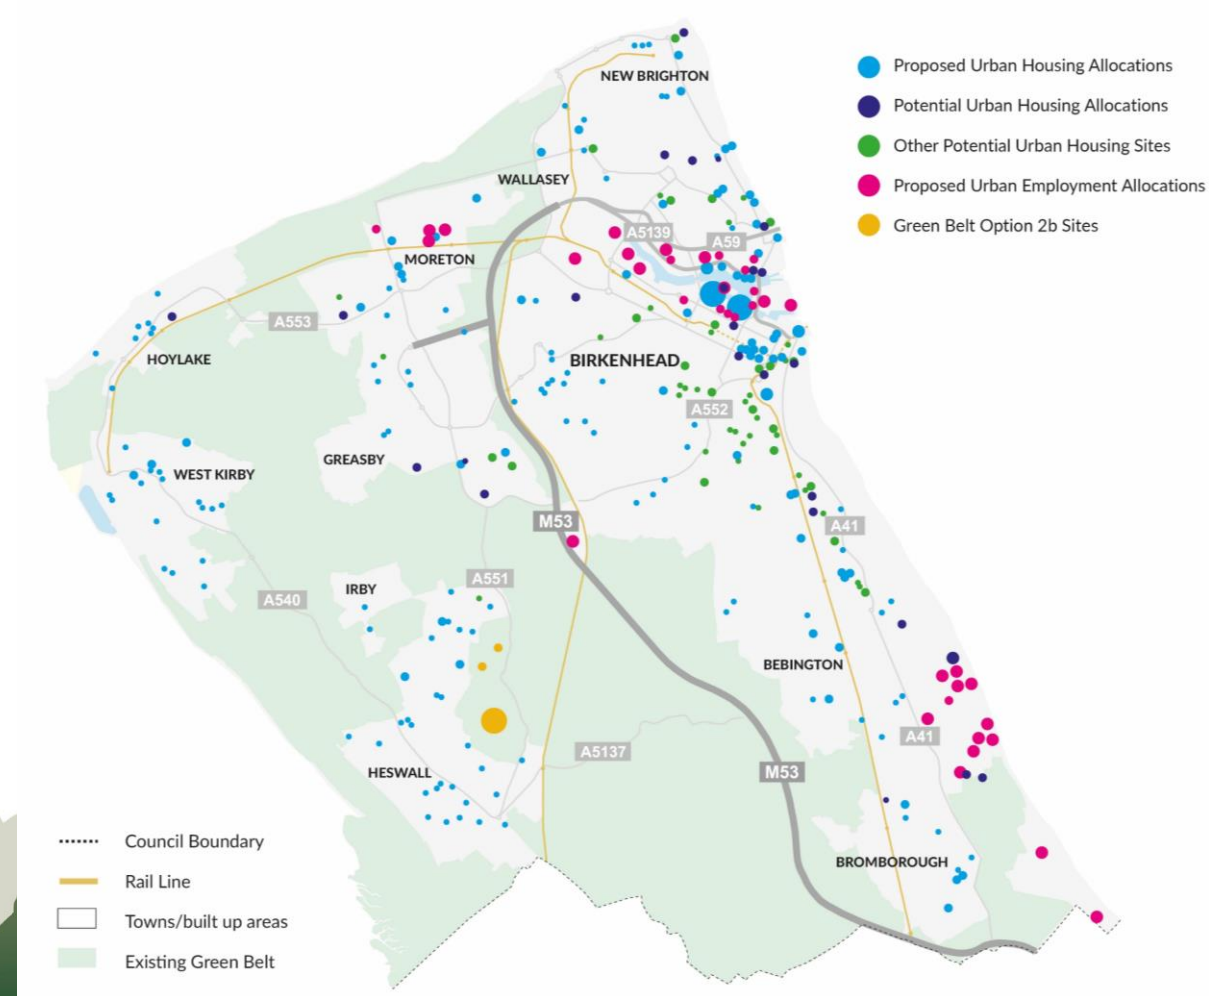 NEW BRIGHTON
Proposed Urban Housing Allocations
Potential Urban Housing Allocations
Other Potential Urban Housing Sites
Proposed Urban Employment Allocations
Green Belt Option 2b Sites
WALLASEY
A5139
A59
MORETON
A553
HOYLAKE
BIRKENHEAD
A552
GREASBY
WEST KIRBY
M53
A41
A551
IRBY
A540
BEBINGTON
A41
A5137
HESWALL
M53
BROMBOROUGH
Council Boundary
Rail Line
Towns/built up areas
Existing Green Belt